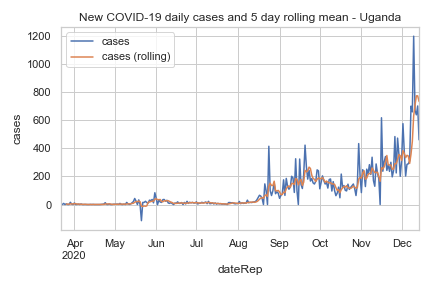 New COVID-19 daily cases and 5 day rolling mean - Uganda
cases
cases (rolling)
1200
1000
800
600
400
200
0
cases
Apr May Jun Jul Aug Sep Oct Nov Dec
2020
dateRep